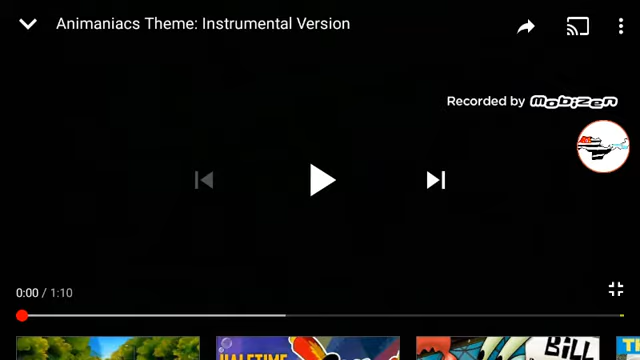 Animaniacs Theme: Instrumental Version
Recorded by Mobizen
0:00 / 1:10
HALFTIME
BILL